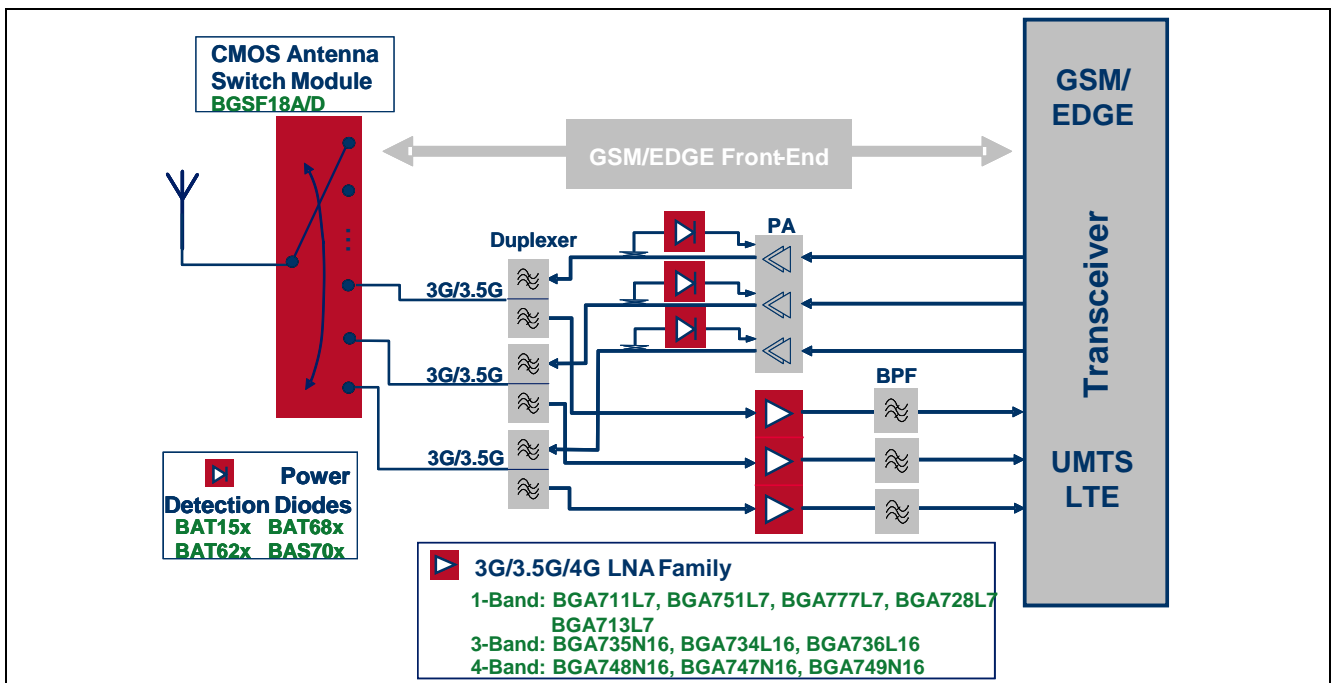 CMOS Antenna
Switch Module
BGSF18A/D
GSM/EDGE Front-End
GSM/
EDGE
Transceiver
UMTS
LTE
PA
Duplexer
3G/3.5G
3G/3.5G
3G/3.5G
BPF
Power
Detection Diodes
BAT15x BAT68x
BAT62x BAS70x
3G/3.5G/4G LNA Family
1-Band: BGA711L7, BGA751L7, BGA777L7, BGA728L7
BGA713L7
3-Band: BGA735N16, BGA734L16, BGA736L16
4-Band: BGA748N16, BGA747N16, BGA749N16